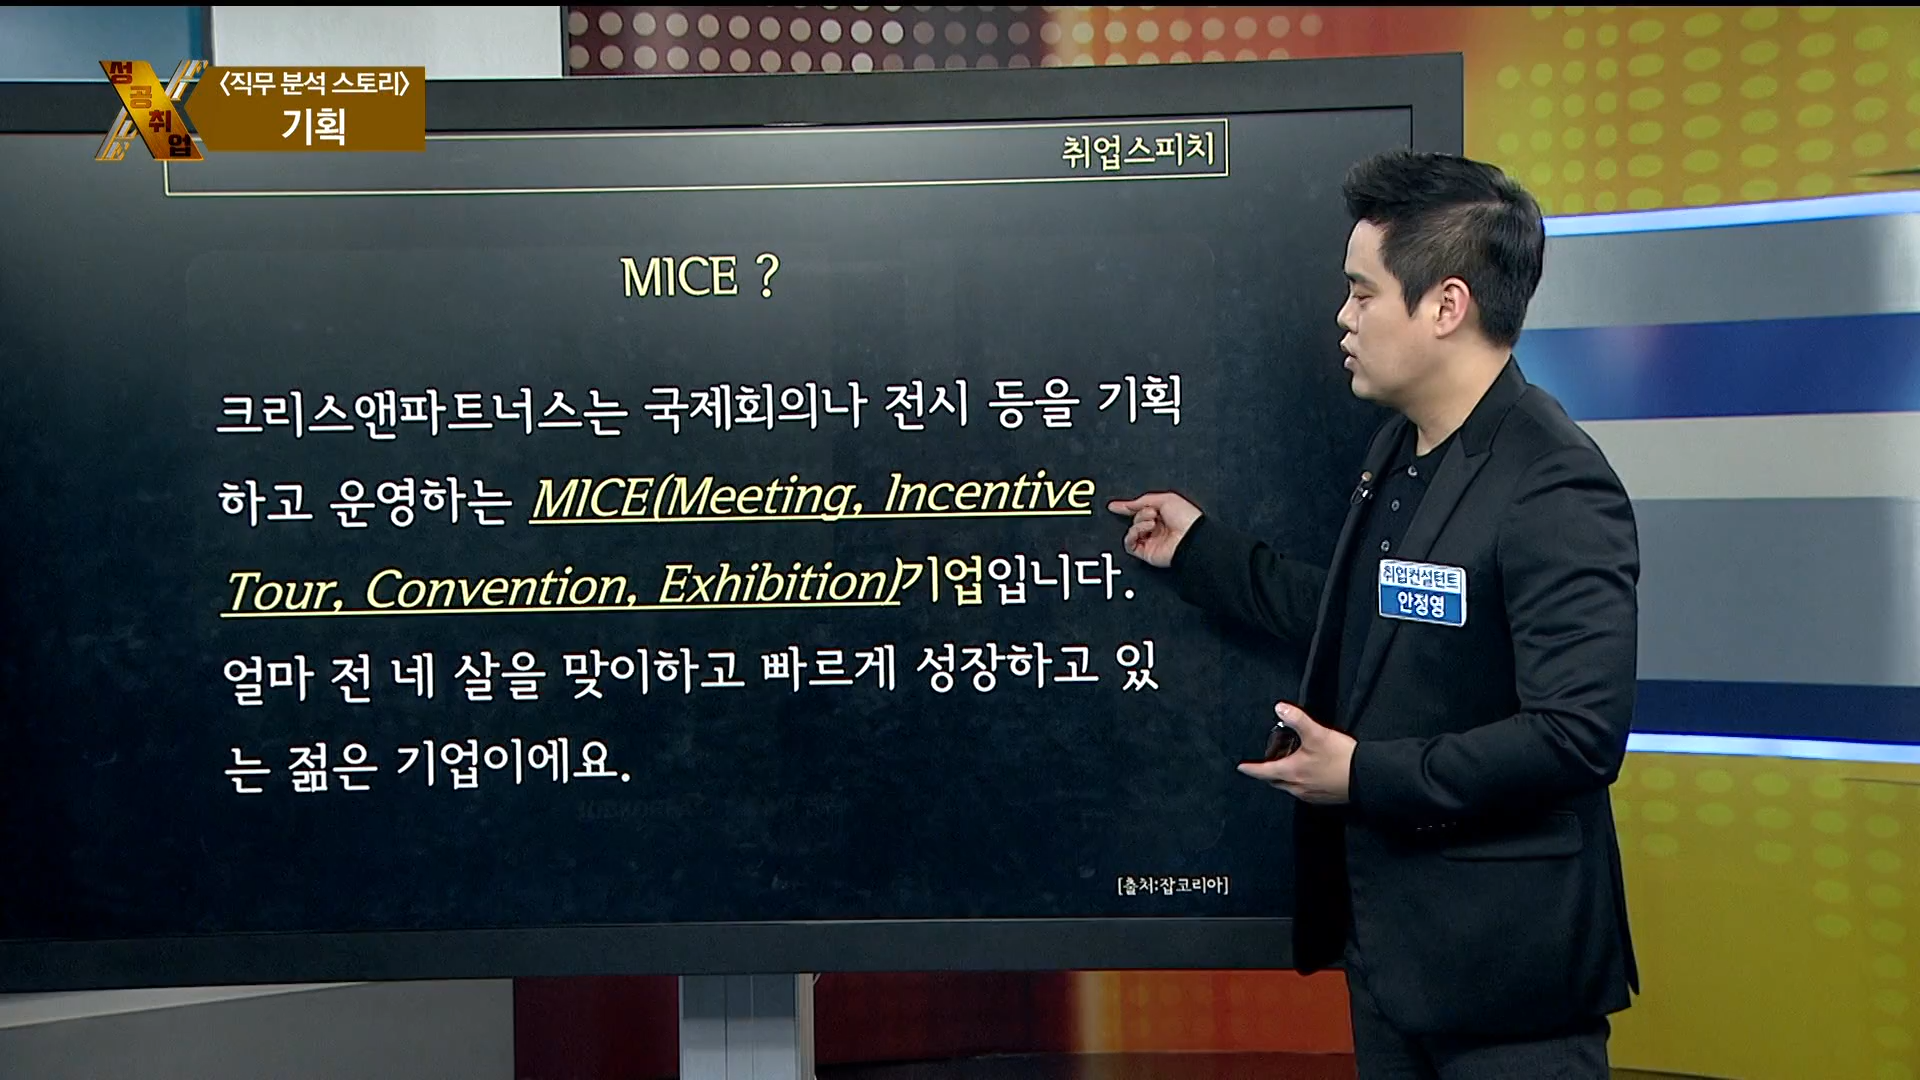 성공취업
<직무 분석 스토리>
기획
취업스피치
MICE ?
크리스앤파트너스는 국제회의나 전시 등을 기획
하고 운영하는 MICE(Meeting, Incentive
Tour, Convention, Exhibition)기업입니다.
얼마 전 네 살을 맞이하고 빠르게 성장하고 있
는 젊은 기업이에요.
[출처:잡코리아]
취업컨설턴트
안정영